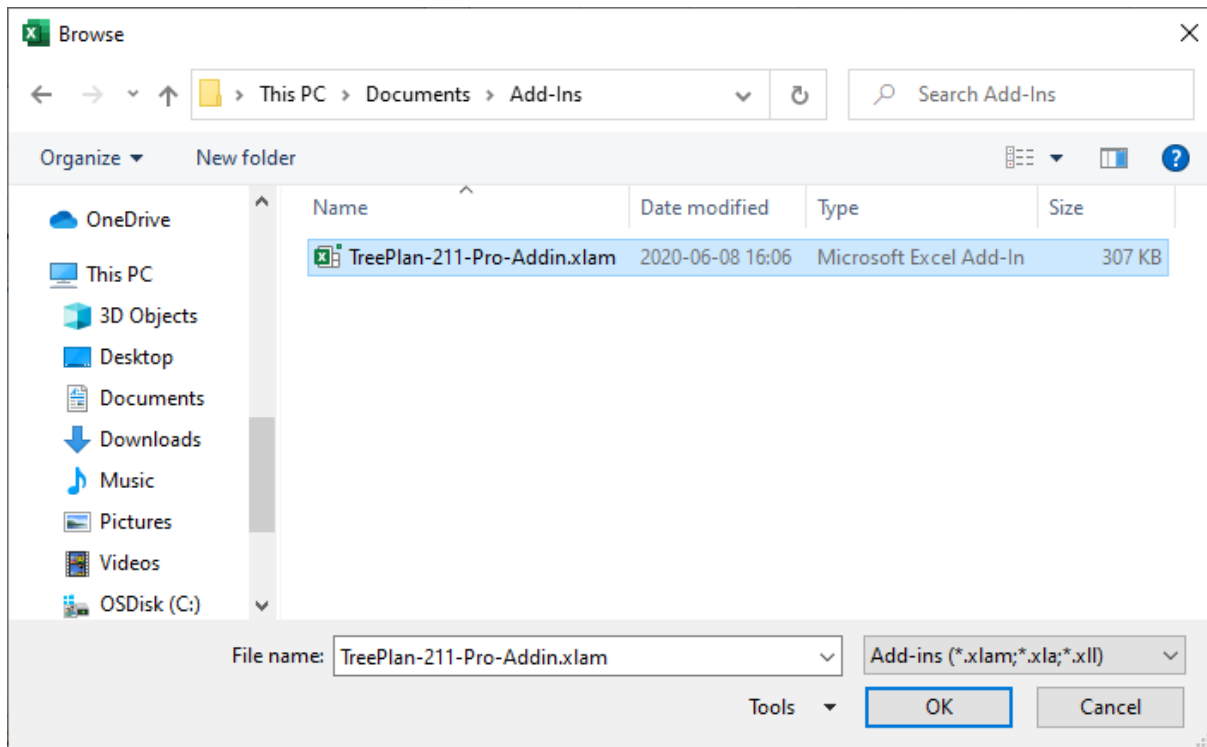 Browse
This PC > Documents > Add-Ins
Search Add-Ins
Organize
New folder
?
Name
Date modified
Type
Size
TreePlan-211-Pro-Addin.xlam 2020-06-08 16:06 Microsoft Excel Add-In 307 KB
OneDrive
This PC
3D Objects
Desktop
Documents
Downloads
Music
Pictures
Videos
OSDisk (C:)
File name: TreePlan-211-Pro-Addin.xlam
Add-ins (*.xlam;*.xla;*.xll)
Tools
OK
Cancel